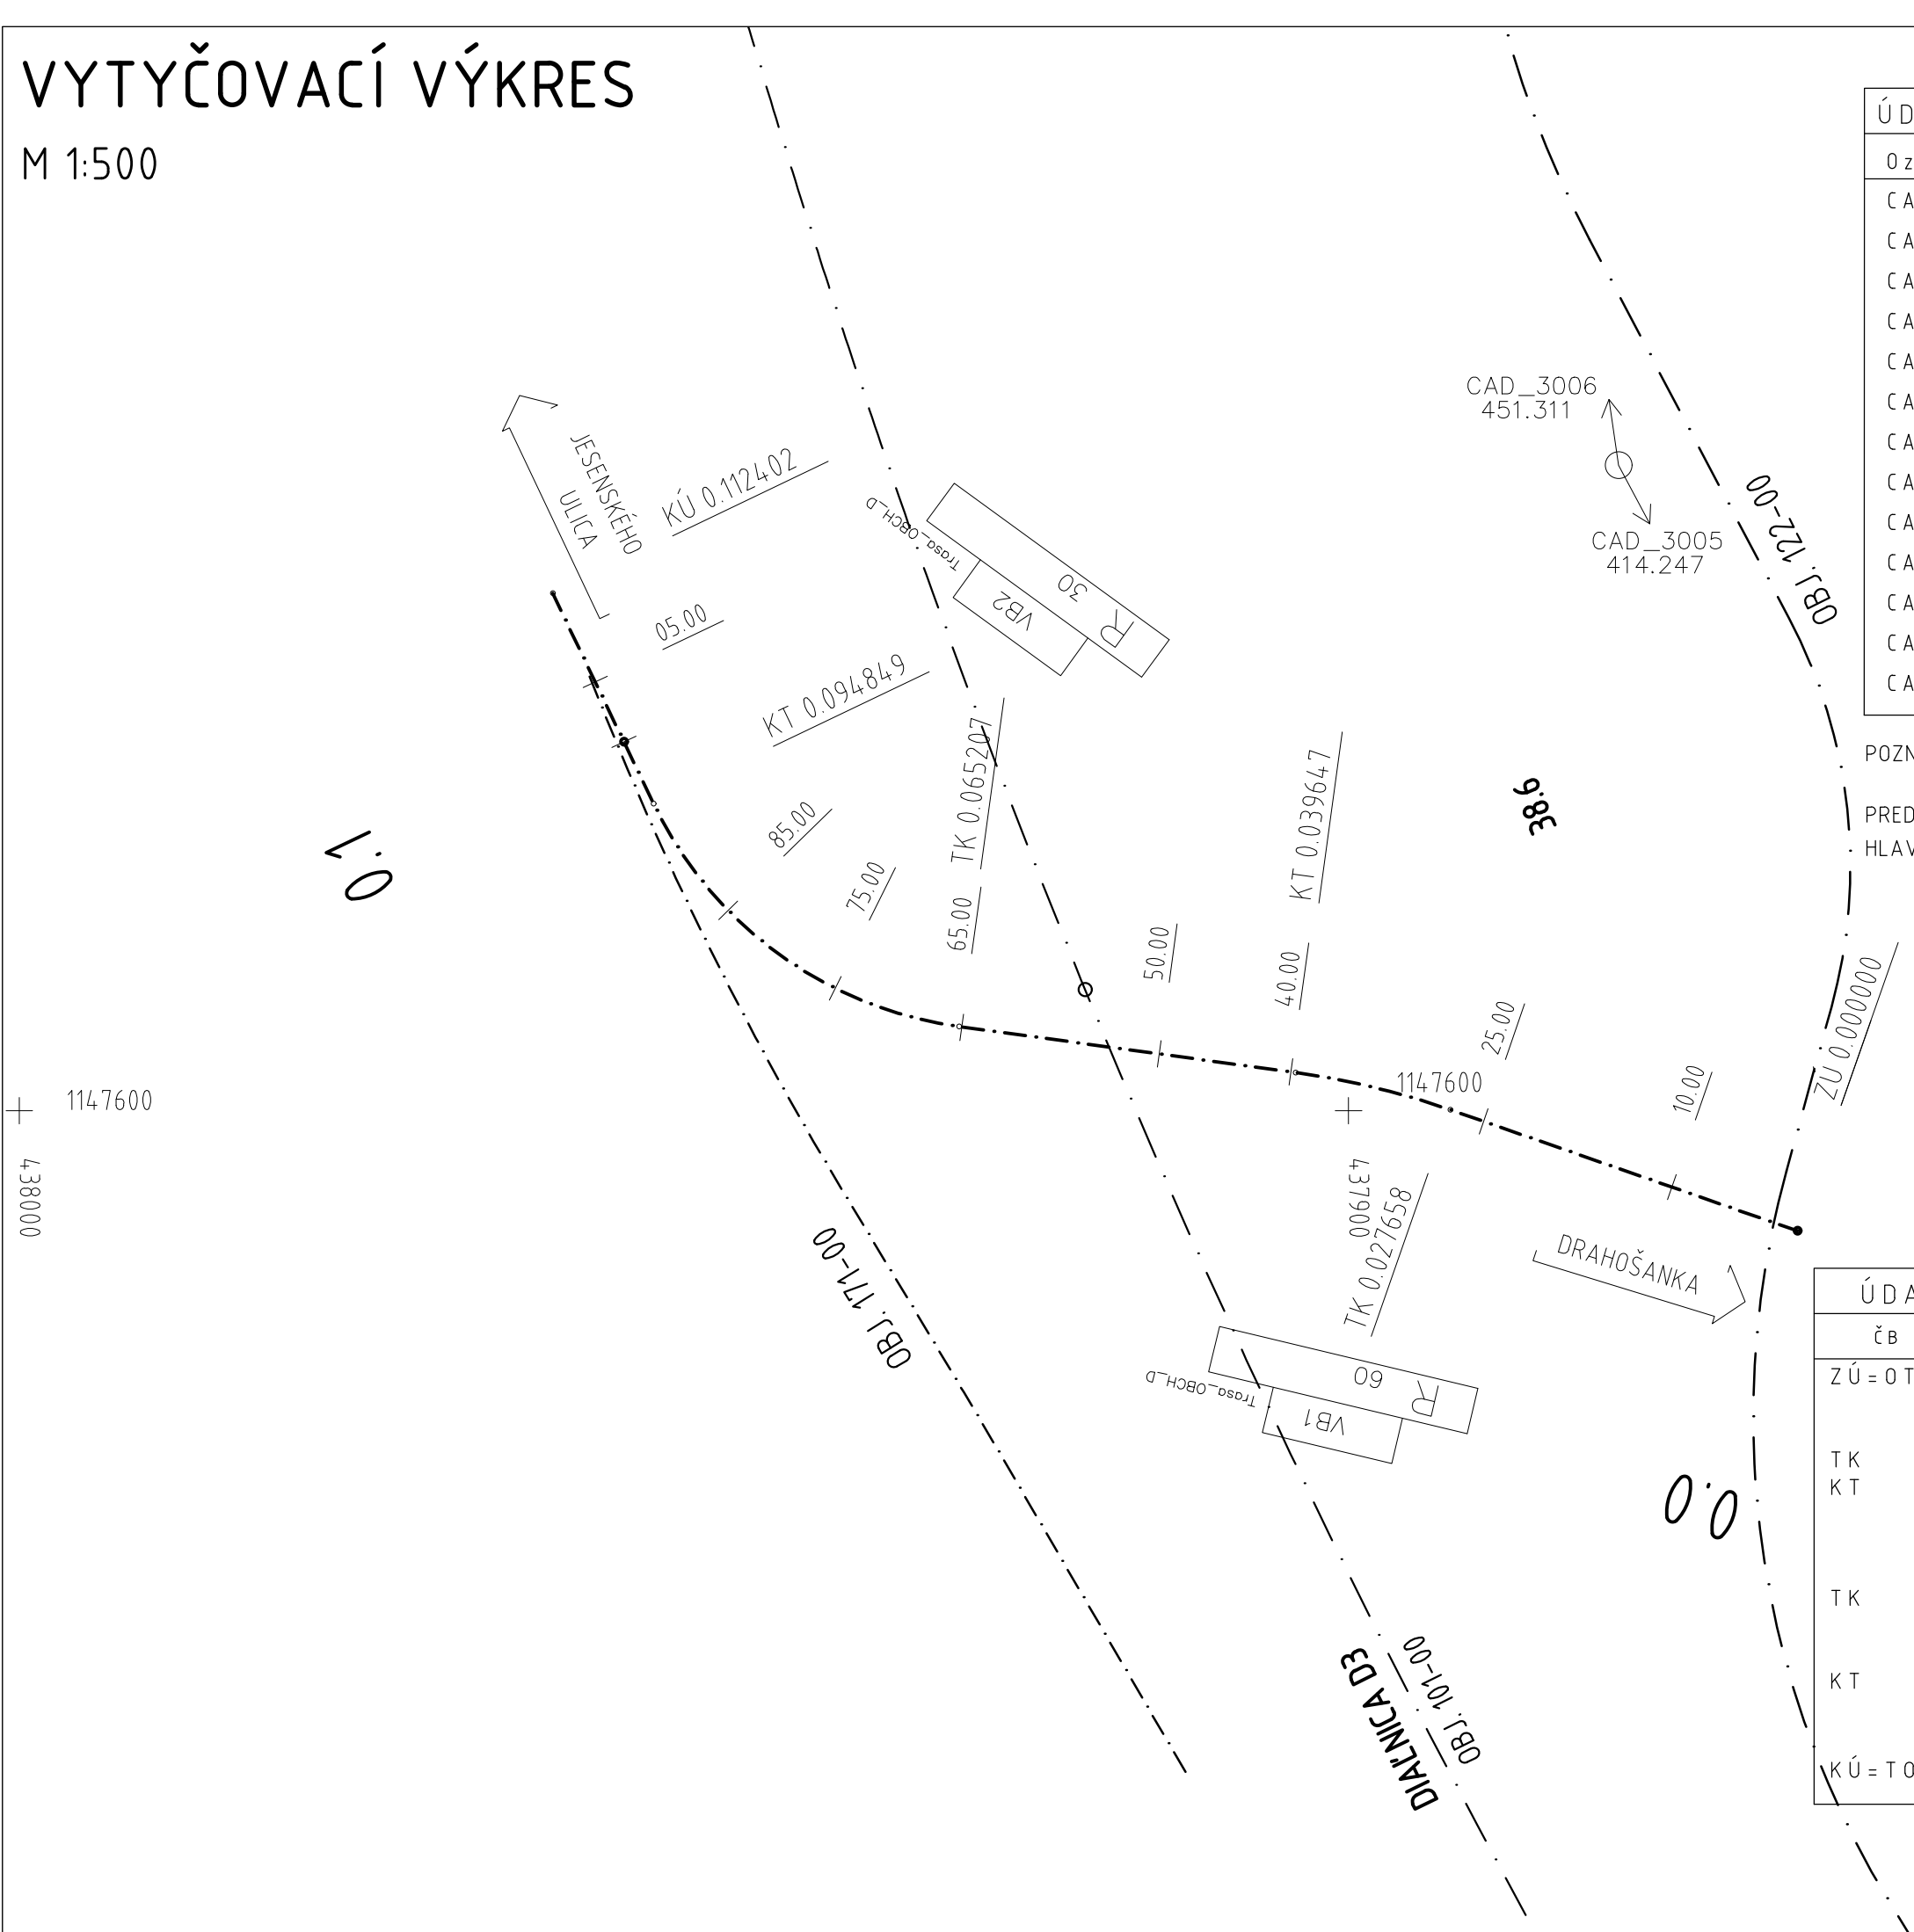 VYTYČOVACÍ VÝKRES
M 1:500
JESENSKÉHO
ULICA
KÚ 0.112402
05.00
KT 0.094849
85.00
75.00
65.00
TK 0.065207
50.00
KT 0.039647
40.00
25.00
10.00
ZU 0.000000
TK 0.027658
Trasa_OBCH_D
R 30
VB2
CAD_3006
451.311
CAD_3005
414.247
OBJ. 122-00
38.6
0.1
1147600
438000
1147600
437900
DRAHOŠANKA
Trasa_OBCH_D
R 60
VB1
OBJ. 171-00
DIAĽNICA D3
OBJ. 101-00
0.0
ÚD
Oz
CA
CA
CA
CA
CA
CA
CA
CA
CA
CA
CA
CA
CA
POZN
PRED
HLAV
ÚDA
ČB
ZÚ=OT
TK
KT
TK
KT
KÚ=TO